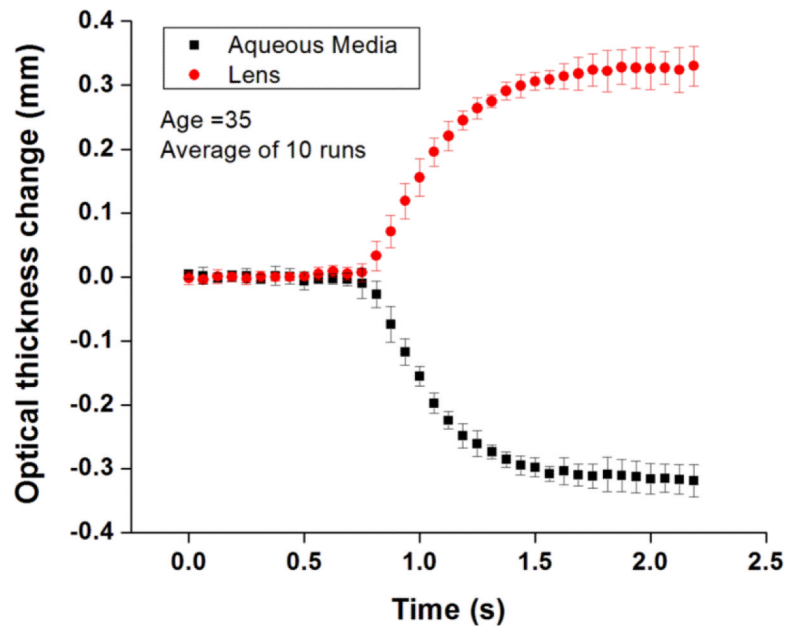 Aqueous Media
Lens
Age =35
Average of 10 runs
Optical thickness change (mm)
0.4
0.3
0.2
0.1
0.0
-0.1
-0.2
-0.3
-0.4
0.0 0.5 1.0 1.5 2.0 2.5
Time (s)